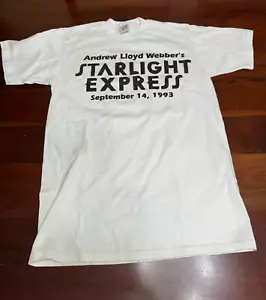 Andrew Lloyd Webber's
STARLIGHT
EXPRESS
September 14, 1993